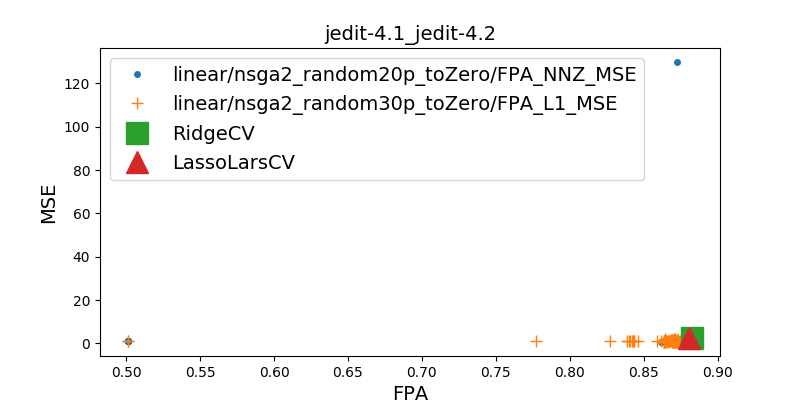 jedit-4.1_jedit-4.2
linear/nsga2_random20p_toZero/FPA_NNZ_MSE
linear/nsga2_random30p_toZero/FPA_L1_MSE
RidgeCV
LassoLarsCV
MSE
120
100
80
60
40
20
0
0.50 0.55 0.60 0.65 0.70 0.75 0.80 0.85 0.90
FPA